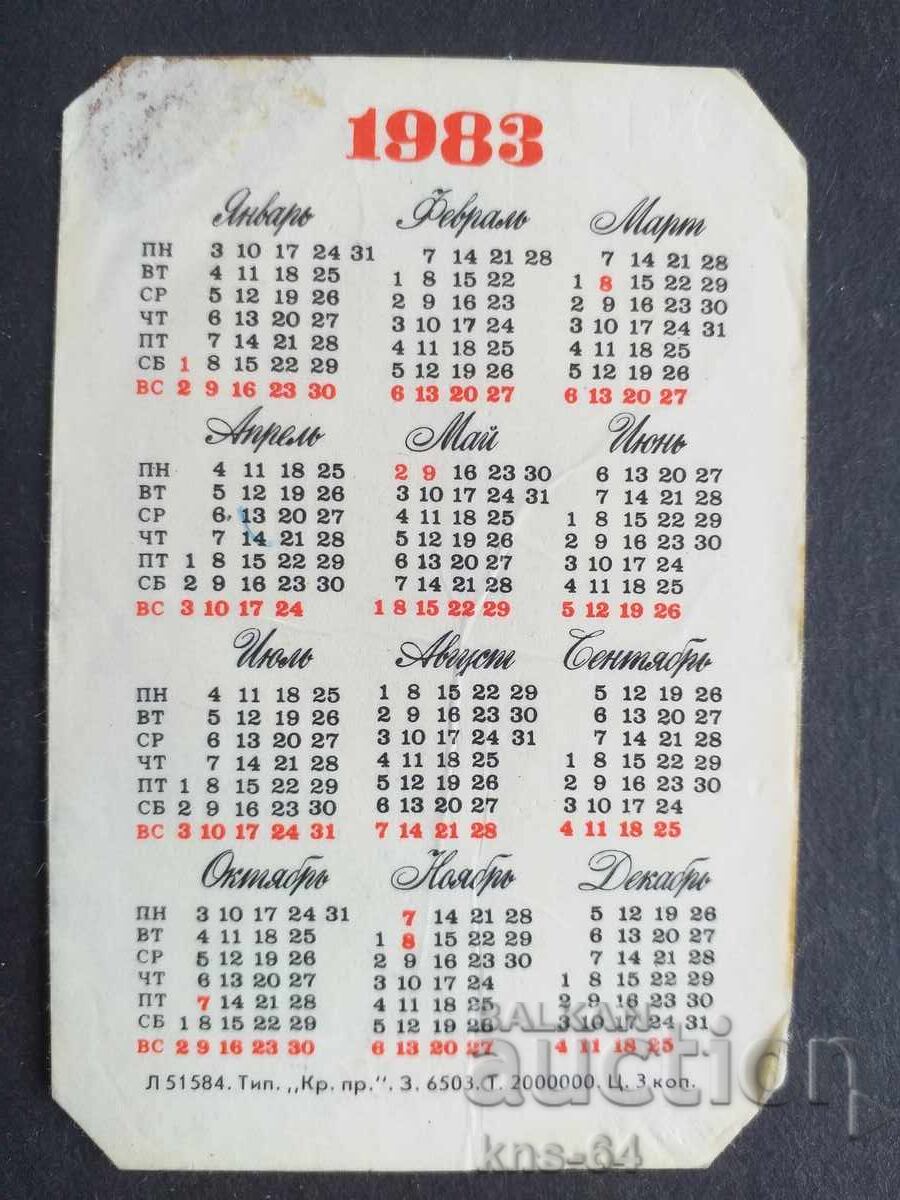 1983
Январь Февраль Март
ПН 3 10 17 24 31 7 14 21 28 7 14 21 28
ВТ 4 11 18 25 1 8 15 22 1 8 15 22 29
СР 5 12 19 26 2 9 16 23 2 9 16 23 30
ЧТ 6 13 20 27 3 10 17 24 3 10 17 24 31
ПТ 7 14 21 28 4 11 18 25 4 11 18 25
СБ 1 8 15 22 29 5 12 19 26 5 12 19 26
ВС 2 9 16 23 30 6 13 20 27 6 13 20 27
Апрель Май Июнь
ПН 4 11 18 25 2 9 16 23 30 6 13 20 27
ВТ 5 12 19 26 3 10 17 24 31 7 14 21 28
СР 6 13 20 27 4 11 18 25 1 8 15 22 29
ЧТ 7 14 21 28 5 12 19 26 2 9 16 23 30
ПТ 1 8 15 22 29 6 13 20 27 3 10 17 24
СБ 2 9 16 23 30 7 14 21 28 4 11 18 25
ВС 3 10 17 24 1 8 15 22 29 5 12 19 26
Июль Август Сентябрь
ПН 4 11 18 25 1 8 15 22 29 5 12 19 26
ВТ 5 12 19 26 2 9 16 23 30 6 13 20 27
СР 6 13 20 27 3 10 17 24 31 7 14 21 28
ЧТ 7 14 21 28 4 11 18 25 1 8 15 22 29
ПТ 1 8 15 22 29 5 12 19 26 2 9 16 23 30
СБ 2 9 16 23 30 6 13 20 27 3 10 17 24
ВС 3 10 17 24 31 7 14 21 28 4 11 18 25
Октябрь Ноябрь Декабрь
ПН 3 10 17 24 31 7 14 21 28 5 12 19 26
ВТ 4 11 18 25 1 8 15 22 29 6 13 20 27
СР 5 12 19 26 2 9 16 23 30 7 14 21 28
ЧТ 6 13 20 27 3 10 17 24 1 8 15 22 29
ПТ 7 14 21 28 4 11 18 25 2 9 16 23 30
СБ 1 8 15 22 29 5 12 19 26 3 10 17 24 31
ВС 2 9 16 23 30 6 13 20 27 4 11 18 25
Л 51584. Тип. „Кр. пр.". З. 6503. Т. 2000000. Ц. 3 коп.
BALKAN
auction
kns-64